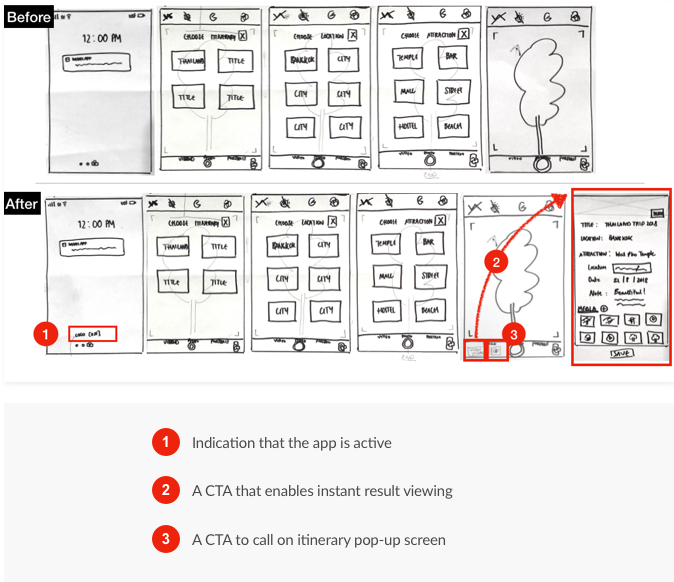 Before
12:00 PM
CHOOSE ITINERARY X
THAILAND TITLE
TITLE TITLE
CHOOSE LOCATION X
BANGKOK CITY
CITY CITY
CITY CITY
CHOOSE ATTRACTION X
TEMPLE BAR
MALL STREET
HOSTEL BEACH
VIDEO PHOTO PORTRAIT
After
12:00 PM
1
CHOOSE ITINERARY X
THAILAND TITLE
TITLE TITLE
CHOOSE LOCATION X
BANGKOK CITY
CITY CITY
CITY CITY
CHOOSE ATTRACTION X
TEMPLE BAR
MALL STREET
HOSTEL BEACH
2
3
TITLE: THAILAND TRIP 2018
LOCATION: BANGKOK
ATTRACTION: Wat Pho Temple
Location
Date 21/8/2018
Note: Beautiful!
MEDIA
SAVE
1 Indication that the app is active
2 A CTA that enables instant result viewing
3 A CTA to call on itinerary pop-up screen